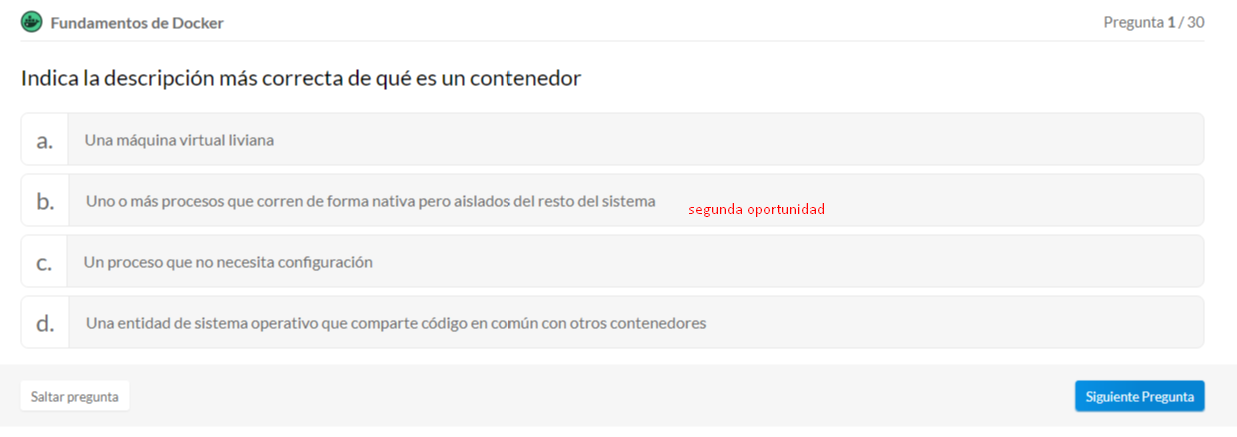 Fundamentos de Docker
Pregunta 1 / 30
Indica la descripción más correcta de qué es un contenedor
a. Una máquina virtual liviana
b. Uno o más procesos que corren de forma nativa pero aislados del resto del sistema
segunda oportunidad
c. Un proceso que no necesita configuración
d. Una entidad de sistema operativo que comparte código en común con otros contenedores
Saltar pregunta
Siguiente Pregunta